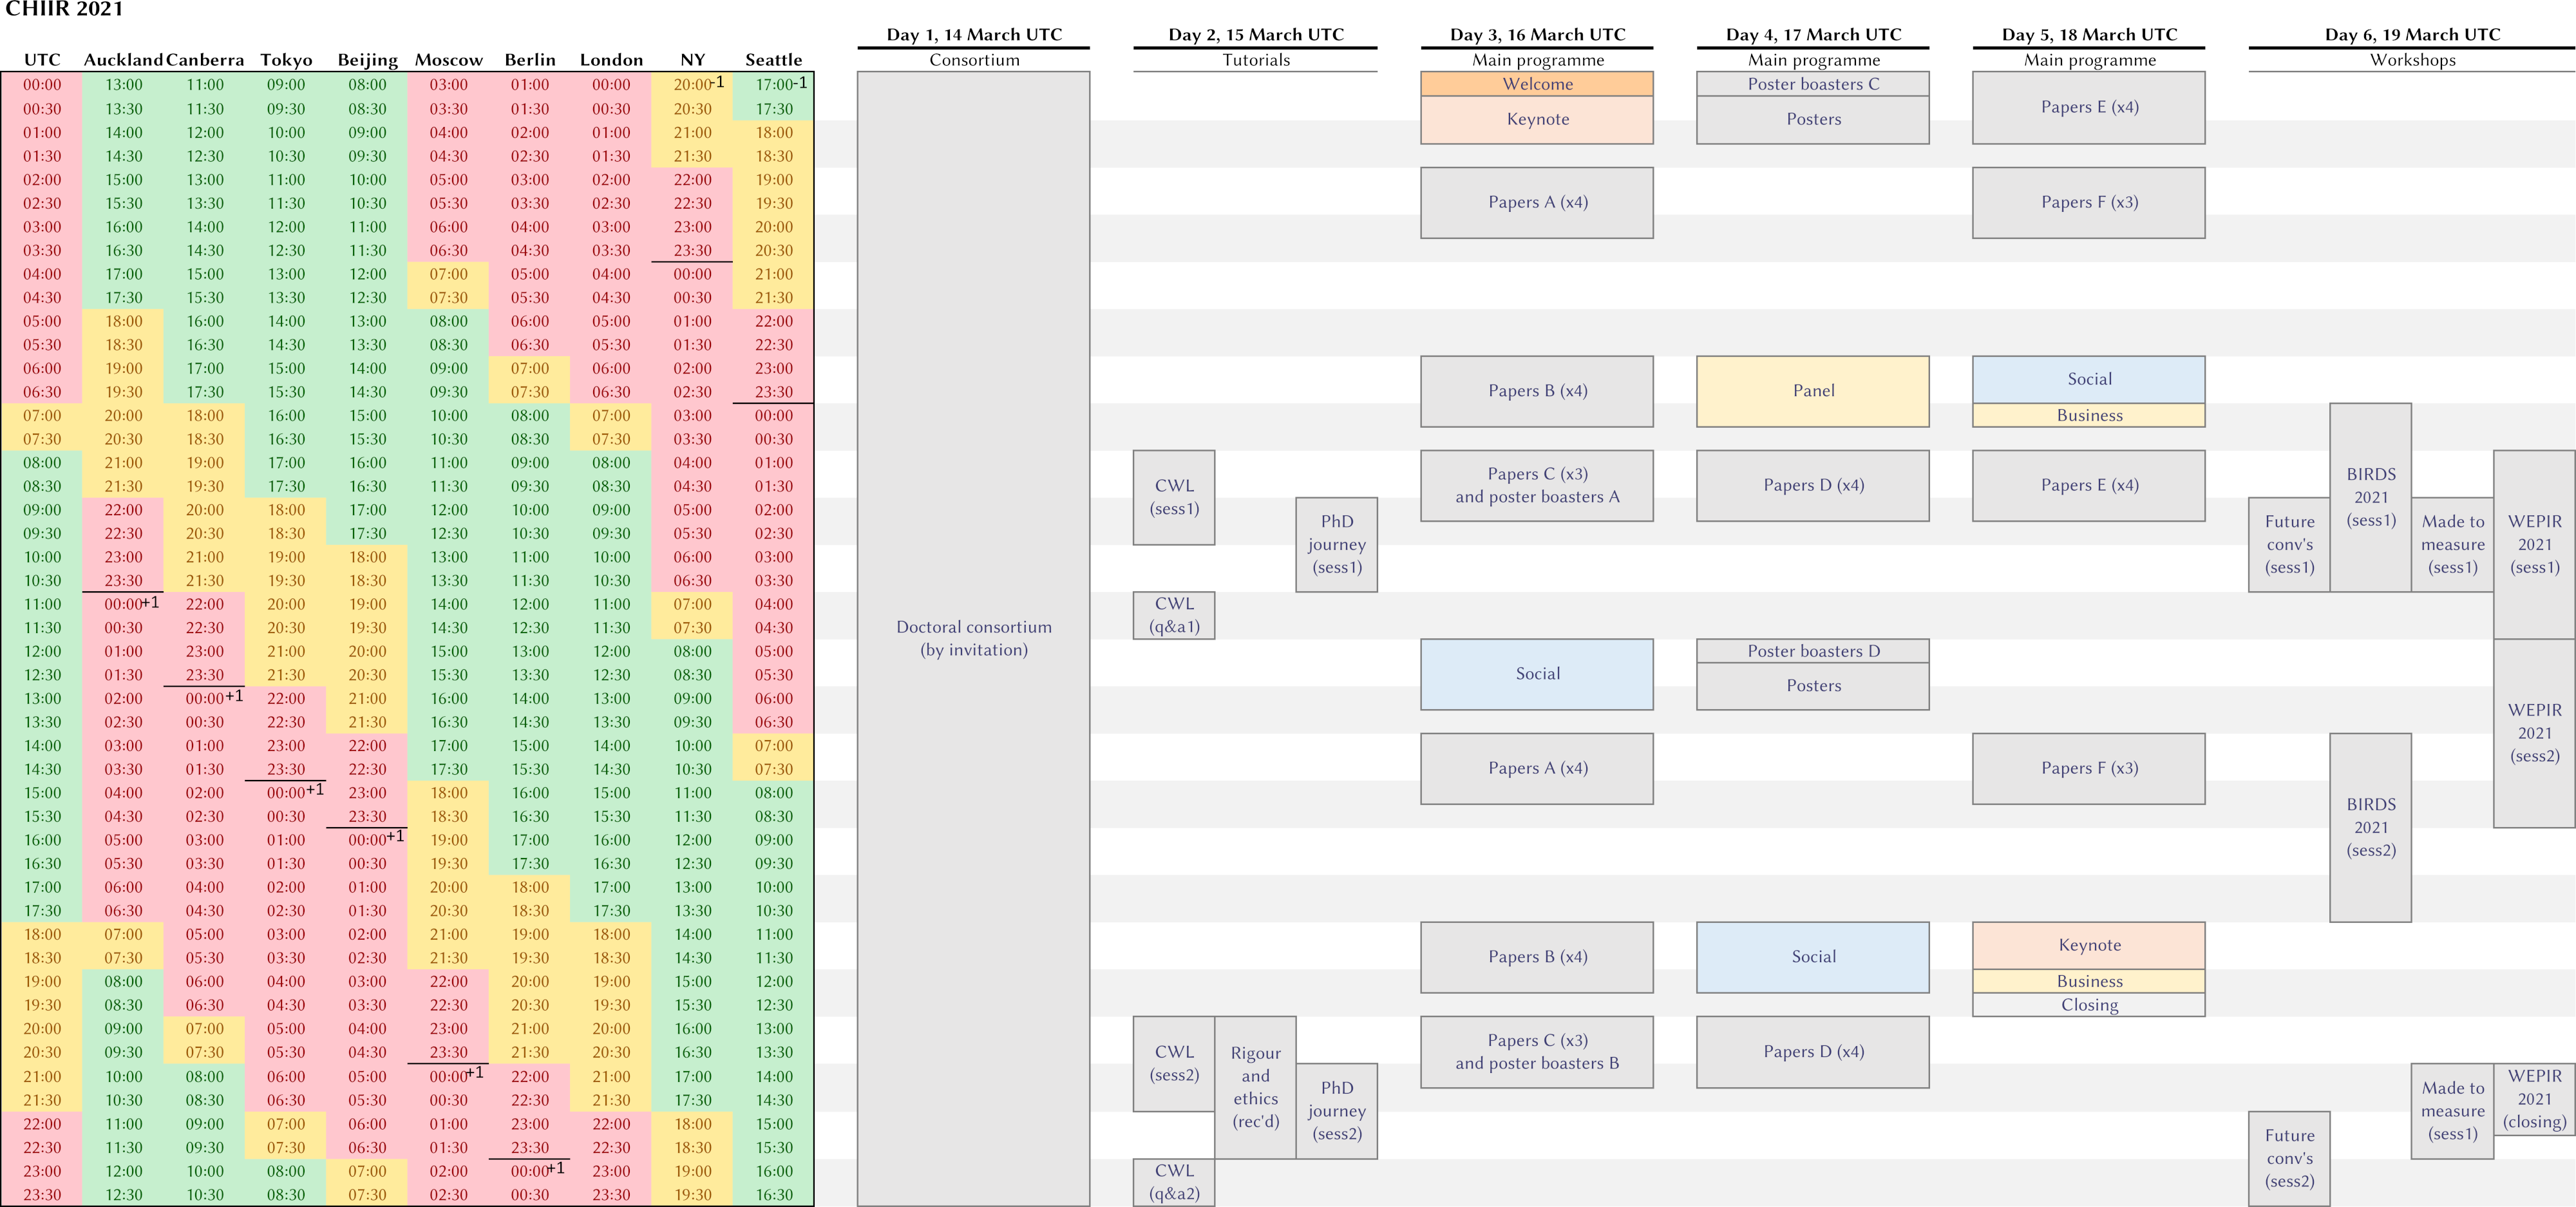 CHIIR 2021
Day 1, 14 March UTC Day 2, 15 March UTC Day 3, 16 March UTC Day 4, 17 March UTC Day 5, 18 March UTC Day 6, 19 March UTC
UTC Auckland Canberra Tokyo Beijing Moscow Berlin London NY Seattle Consortium Tutorials Main programme Main programme Main programme Workshops
00:00 13:00 11:00 09:00 08:00 03:00 01:00 00:00 20:00-1 17:00-1
00:30 13:30 11:30 09:30 08:30 03:30 01:30 00:30 20:30 17:30
01:00 14:00 12:00 10:00 09:00 04:00 02:00 01:00 21:00 18:00
01:30 14:30 12:30 10:30 09:30 04:30 02:30 01:30 21:30 18:30
02:00 15:00 13:00 11:00 10:00 05:00 03:00 02:00 22:00 19:00
02:30 15:30 13:30 11:30 10:30 05:30 03:30 02:30 22:30 19:30
03:00 16:00 14:00 12:00 11:00 06:00 04:00 03:00 23:00 20:00
03:30 16:30 14:30 12:30 11:30 06:30 04:30 03:30 23:30 20:30
04:00 17:00 15:00 13:00 12:00 07:00 05:00 04:00 00:00 21:00
04:30 17:30 15:30 13:30 12:30 07:30 05:30 04:30 00:30 21:30
05:00 18:00 16:00 14:00 13:00 08:00 06:00 05:00 01:00 22:00
05:30 18:30 16:30 14:30 13:30 08:30 06:30 05:30 01:30 22:30
06:00 19:00 17:00 15:00 14:00 09:00 07:00 06:00 02:00 23:00
06:30 19:30 17:30 15:30 14:30 09:30 07:30 06:30 02:30 23:30
07:00 20:00 18:00 16:00 15:00 10:00 08:00 07:00 03:00 00:00
07:30 20:30 18:30 16:30 15:30 10:30 08:30 07:30 03:30 00:30
08:00 21:00 19:00 17:00 16:00 11:00 09:00 08:00 04:00 01:00
08:30 21:30 19:30 17:30 16:30 11:30 09:30 08:30 04:30 01:30
09:00 22:00 20:00 18:00 17:00 12:00 10:00 09:00 05:00 02:00
09:30 22:30 20:30 18:30 17:30 12:30 10:30 09:30 05:30 02:30
10:00 23:00 21:00 19:00 18:00 13:00 11:00 10:00 06:00 03:00
10:30 23:30 21:30 19:30 18:30 13:30 11:30 10:30 06:30 03:30
11:00 00:00+1 22:00 20:00 19:00 14:00 12:00 11:00 07:00 04:00
11:30 00:30 22:30 20:30 19:30 14:30 12:30 11:30 07:30 04:30
12:00 01:00 23:00 21:00 20:00 15:00 13:00 12:00 08:00 05:00
12:30 01:30 23:30 21:30 20:30 15:30 13:30 12:30 08:30 05:30
13:00 02:00 00:00+1 22:00 21:00 16:00 14:00 13:00 09:00 06:00
13:30 02:30 00:30 22:30 21:30 16:30 14:30 13:30 09:30 06:30
14:00 03:00 01:00 23:00 22:00 17:00 15:00 14:00 10:00 07:00
14:30 03:30 01:30 23:30 22:30 17:30 15:30 14:30 10:30 07:30
15:00 04:00 02:00 00:00+1 23:00 18:00 16:00 15:00 11:00 08:00
15:30 04:30 02:30 00:30 23:30 18:30 16:30 15:30 11:30 08:30
16:00 05:00 03:00 01:00 00:00+1 19:00 17:00 16:00 12:00 09:00
16:30 05:30 03:30 01:30 00:30 19:30 17:30 16:30 12:30 09:30
17:00 06:00 04:00 02:00 01:00 20:00 18:00 17:00 13:00 10:00
17:30 06:30 04:30 02:30 01:30 20:30 18:30 17:30 13:30 10:30
18:00 07:00 05:00 03:00 02:00 21:00 19:00 18:00 14:00 11:00
18:30 07:30 05:30 03:30 02:30 21:30 19:30 18:30 14:30 11:30
19:00 08:00 06:00 04:00 03:00 22:00 20:00 19:00 15:00 12:00
19:30 08:30 06:30 04:30 03:30 22:30 20:30 19:30 15:30 12:30
20:00 09:00 07:00 05:00 04:00 23:00 21:00 20:00 16:00 13:00
20:30 09:30 07:30 05:30 04:30 23:30 21:30 20:30 16:30 13:30
21:00 10:00 08:00 06:00 05:00 00:00+1 22:00 21:00 17:00 14:00
21:30 10:30 08:30 06:30 05:30 00:30 22:30 21:30 17:30 14:30
22:00 11:00 09:00 07:00 06:00 01:00 23:00 22:00 18:00 15:00
22:30 11:30 09:30 07:30 06:30 01:30 23:30 22:30 18:30 15:30
23:00 12:00 10:00 08:00 07:00 02:00 00:00+1 23:00 19:00 16:00
23:30 12:30 10:30 08:30 07:30 02:30 00:30 23:30 19:30 16:30
Doctoral consortium
(by invitation)
CWL
(sess1)
PhD
journey
(sess1)
CWL
(q&a1)
CWL
(sess2)
Rigour
and
ethics
(rec'd)
PhD
journey
(sess2)
CWL
(q&a2)
Welcome
Keynote
Papers A (x4)
Papers B (x4)
Papers C (x3)
and poster boasters A
Social
Papers A (x4)
Papers B (x4)
Papers C (x3)
and poster boasters B
Poster boasters C
Posters
Panel
Papers D (x4)
Poster boasters D
Posters
Social
Papers D (x4)
Papers E (x4)
Papers F (x3)
Social
Business
Papers E (x4)
Papers F (x3)
Keynote
Business
Closing
Future
conv's
(sess1)
BIRDS
2021
(sess1)
Made to
measure
(sess1)
WEPIR
2021
(sess1)
WEPIR
2021
(sess2)
BIRDS
2021
(sess2)
Made to
measure
(sess1)
WEPIR
2021
(closing)
Future
conv's
(sess2)